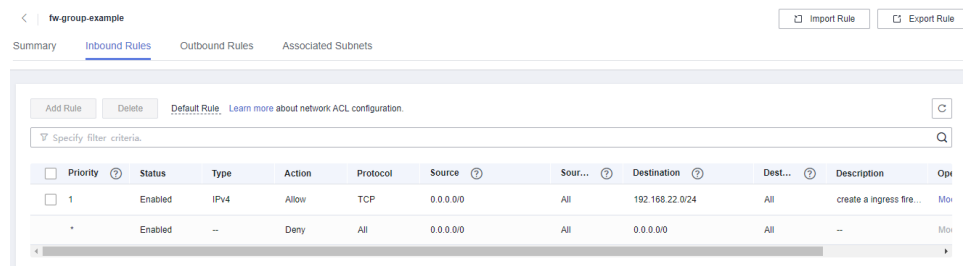 fw-group-example Import Rule Export Rule
Summary Inbound Rules Outbound Rules Associated Subnets
Add Rule Delete Default Rule Learn more about network ACL configuration.
Specify filter criteria.
Priority ? Status Type Action Protocol Source ? Sour... ? Destination ? Dest... ? Description Ope
1 Enabled IPv4 Allow TCP 0.0.0.0/0 All 192.168.22.0/24 All create a ingress fire... Mo
* Enabled -- Deny All 0.0.0.0/0 All 0.0.0.0/0 All -- Mo